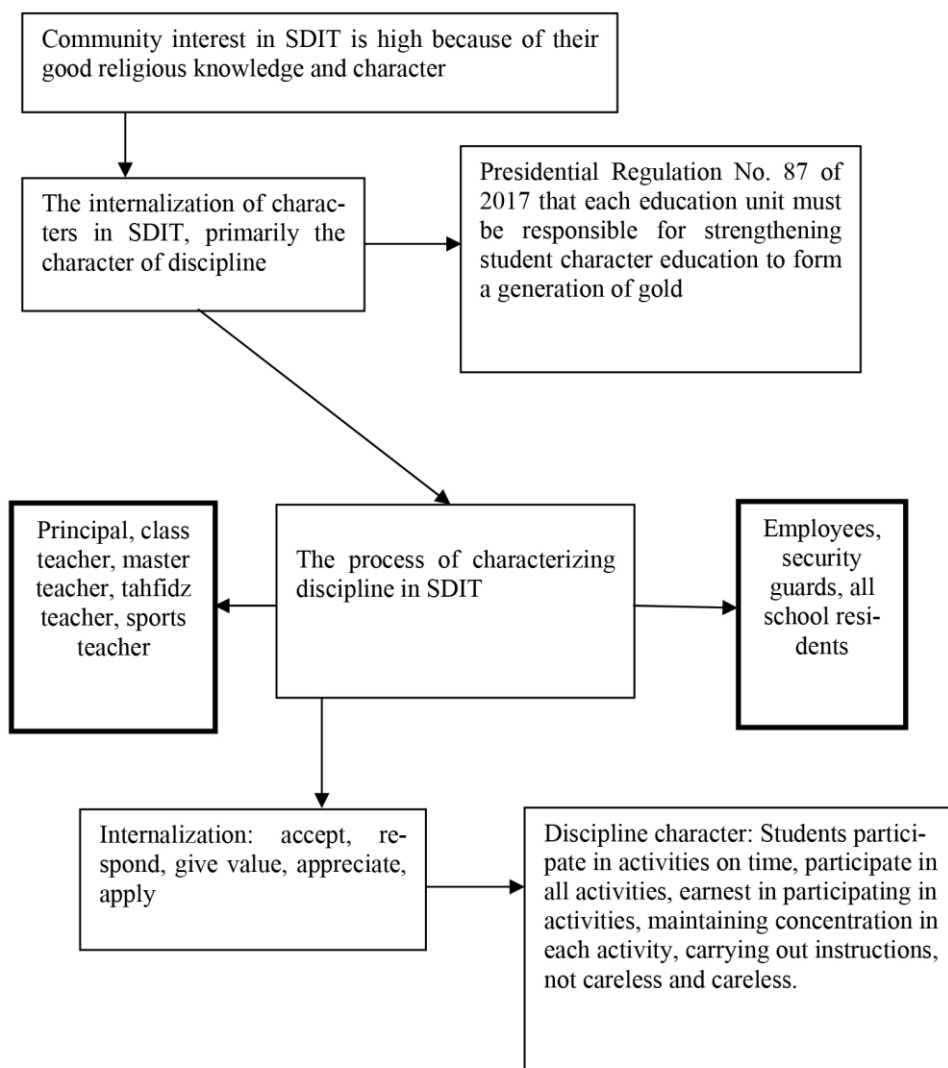 Community interest in SDIT is high because of their
good religious knowledge and character
The internalization of charac-
ters in SDIT, primarily the
character of discipline
Presidential Regulation No. 87 of
2017 that each education unit must
be responsible for strengthening
student character education to form
a generation of gold
Principal, class
teacher, master
teacher, tahfidz
teacher, sports
teacher
The process of characterizing
discipline in SDIT
Employees,
security
guards, all
school resi-
dents
Internalization: accept, re-
spond, give value, appreciate,
apply
Discipline character: Students partici-
pate in activities on time, participate in
all activities, earnest in participating in
activities, maintaining concentration in
each activity, carrying out instructions,
not careless and careless.